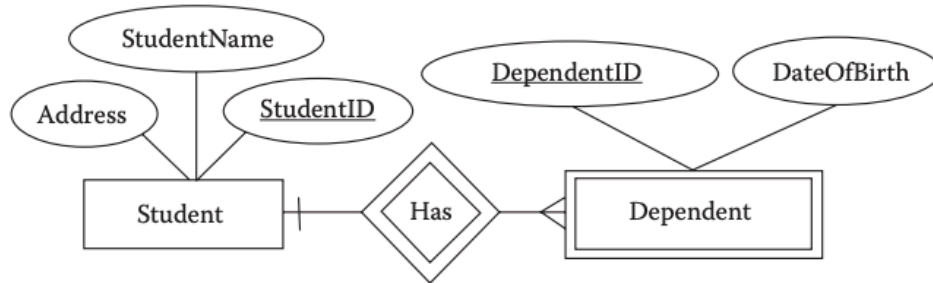 StudentName
DependentID
DateOfBirth
Address
StudentID
Student
Has
Dependent